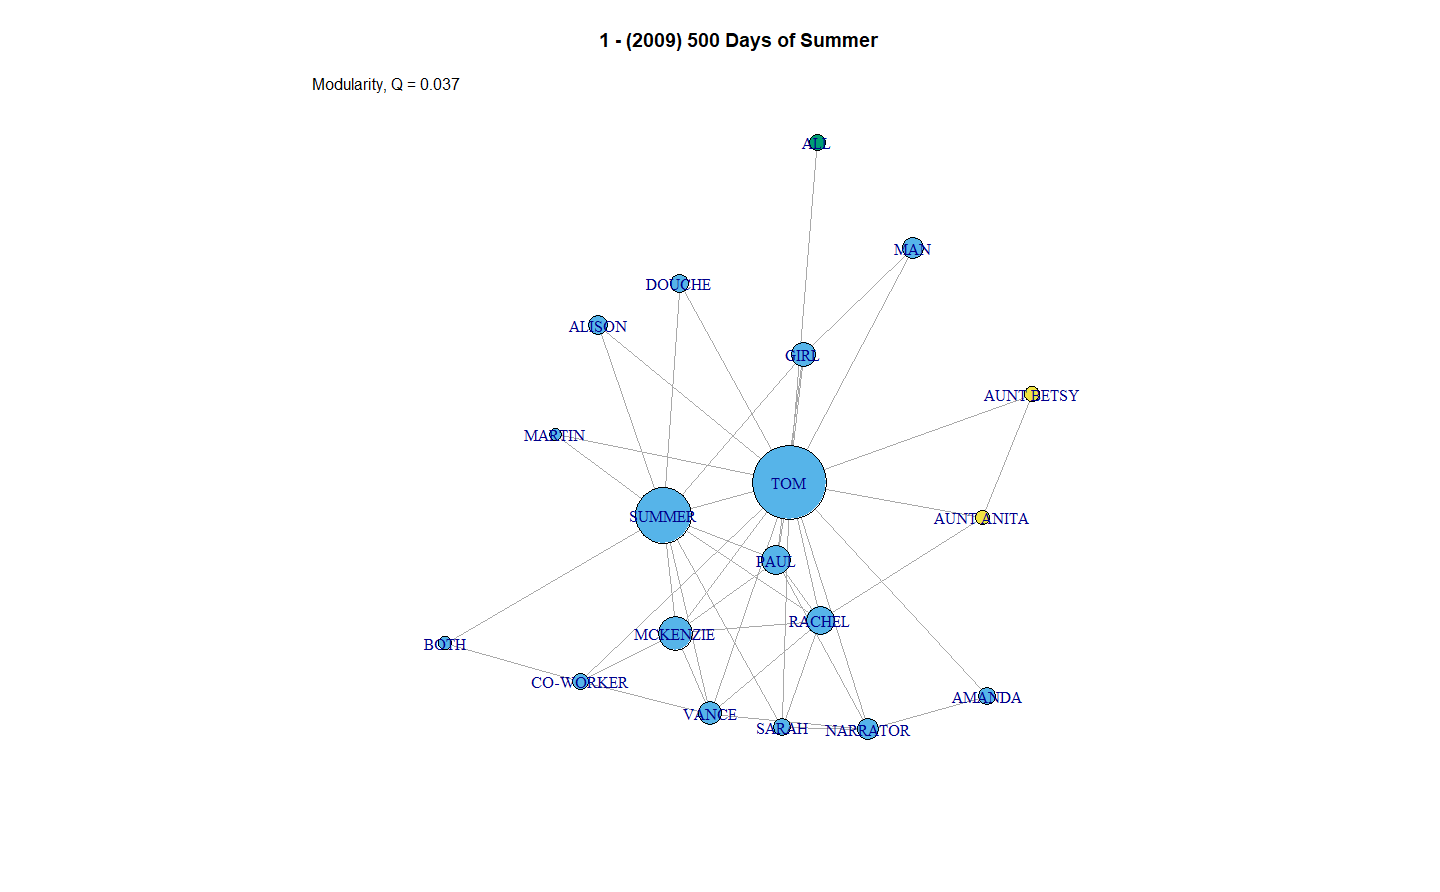 1 - (2009) 500 Days of Summer
Modularity, Q = 0.037
ALL
MAN
DOUCHE
ALISON
GIRL
AUNT BETSY
MARTIN
TOM
SUMMER
AUNT ANITA
PAUL
RACHEL
MCKENZIE
BOTH
CO-WORKER
AMANDA
VANCE
SARAH
NARRATOR